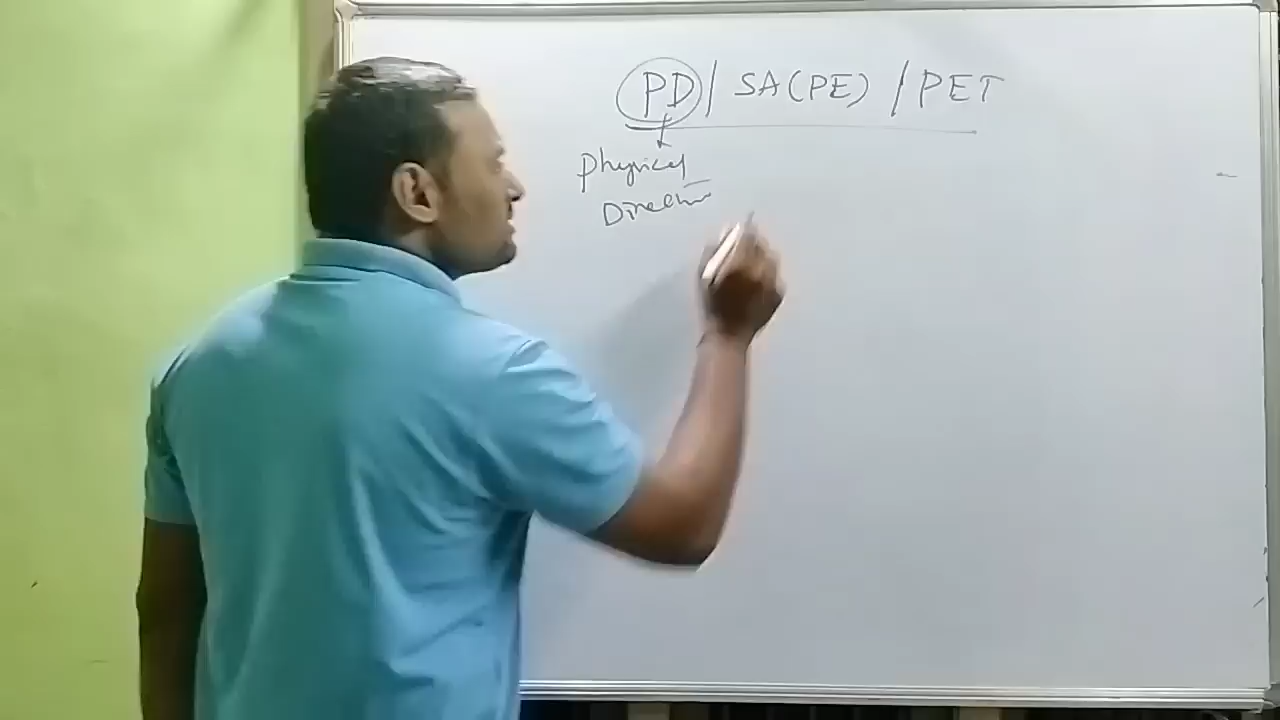 PD / SA(PE) / PET
Physical
Director